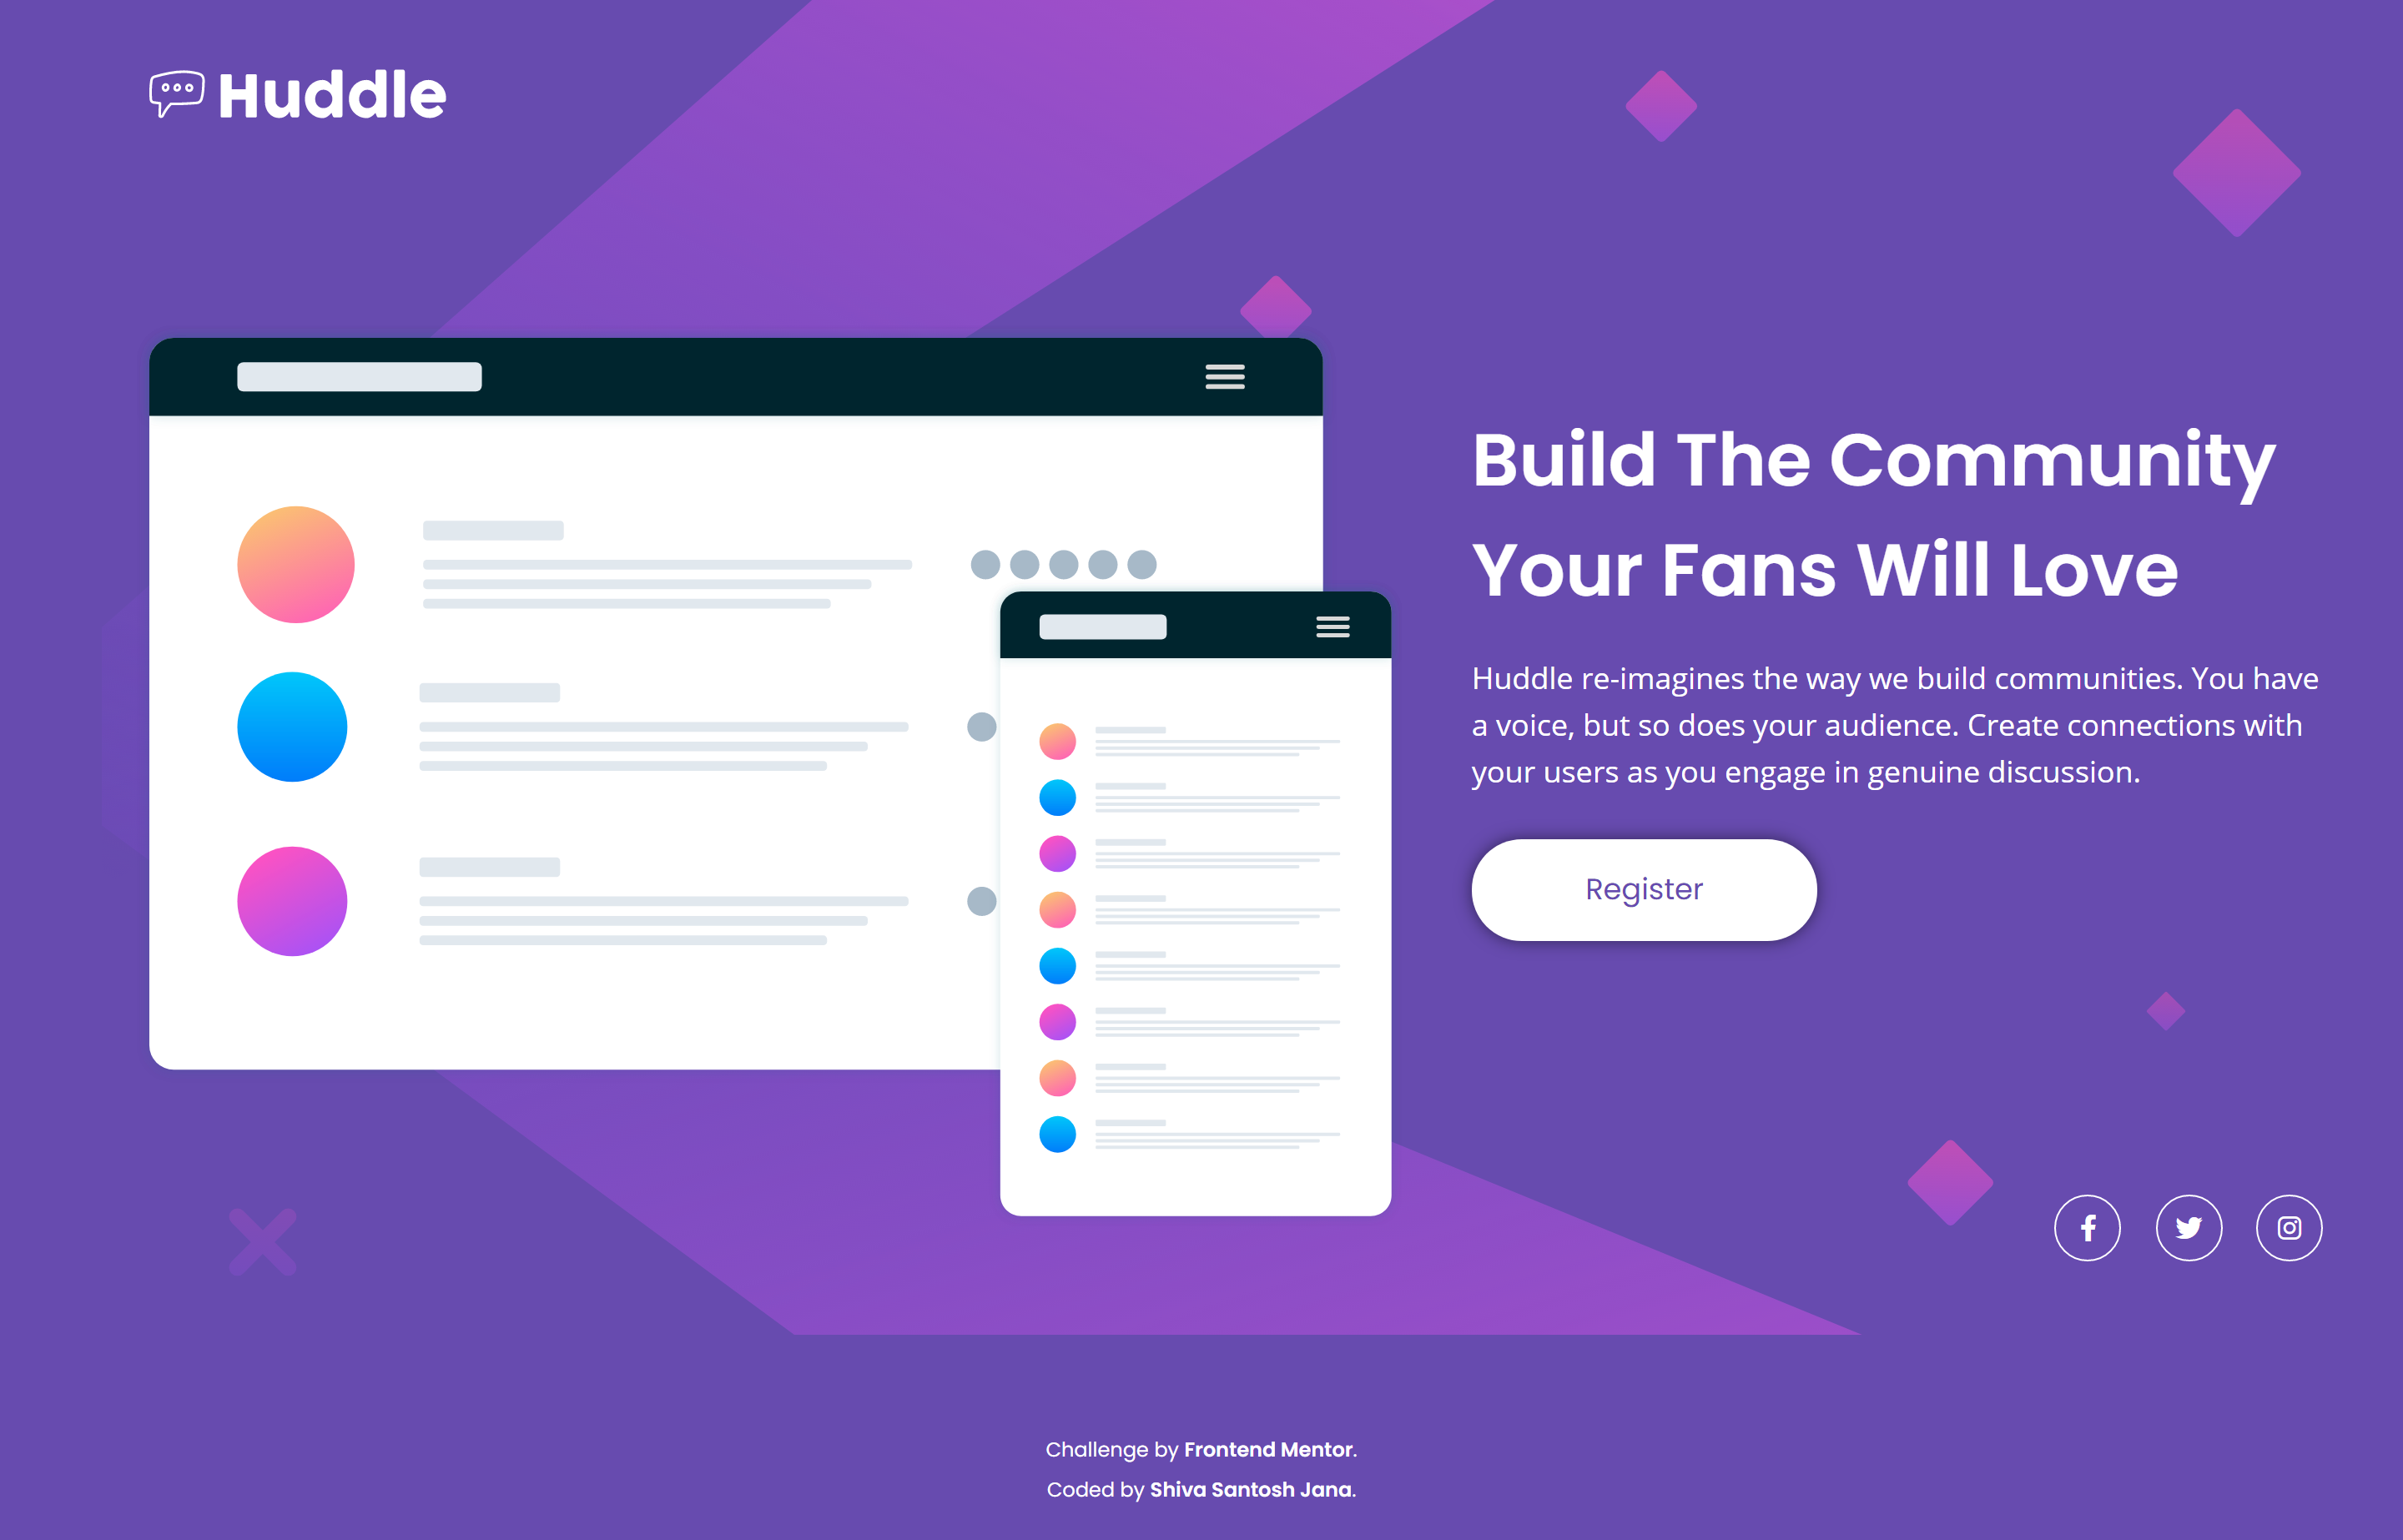 Huddle
Build The Community
Your Fans Will Love
Huddle re-imagines the way we build communities. You have
a voice, but so does your audience. Create connections with
your users as you engage in genuine discussion.
Register
Challenge by Frontend Mentor.
Coded by Shiva Santosh Jana.